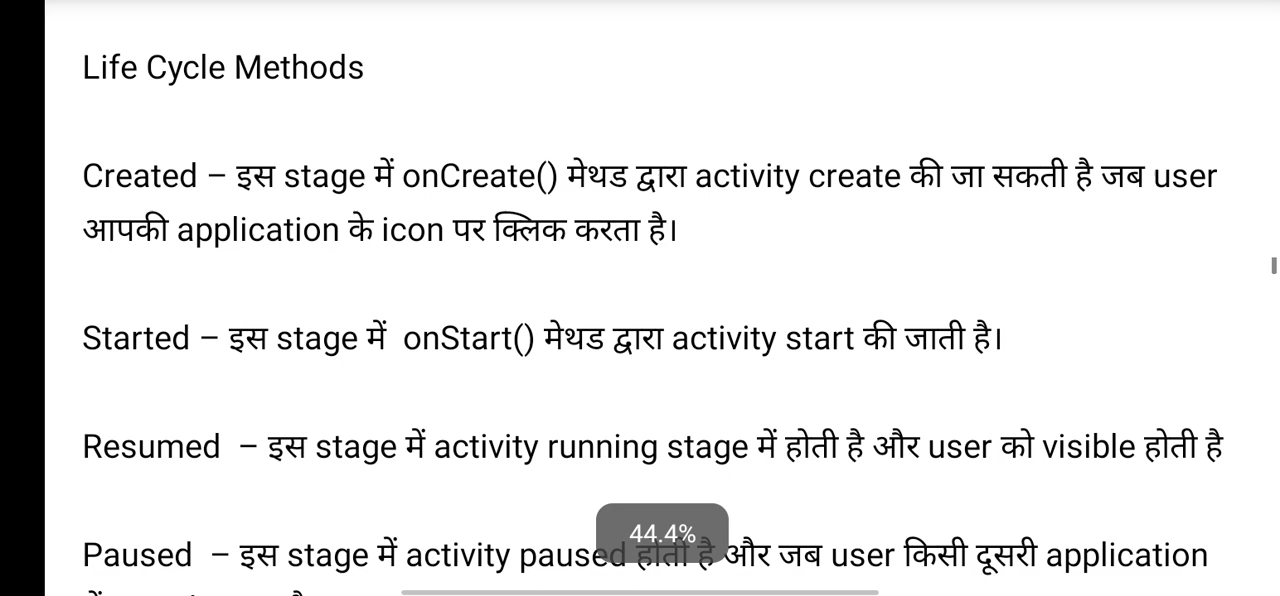 Life Cycle Methods
Created – इस stage में onCreate() मेथड द्वारा activity create की जा सकती है जब user
आपकी application के icon पर क्लिक करता है।
Started – इस stage में  onStart() मेथड द्वारा activity start की जाती है।
Resumed  – इस stage में activity running stage में होती है और user को visible होती है
44.4%
Paused  – इस stage में activity paused होती है और जब user किसी दूसरी application